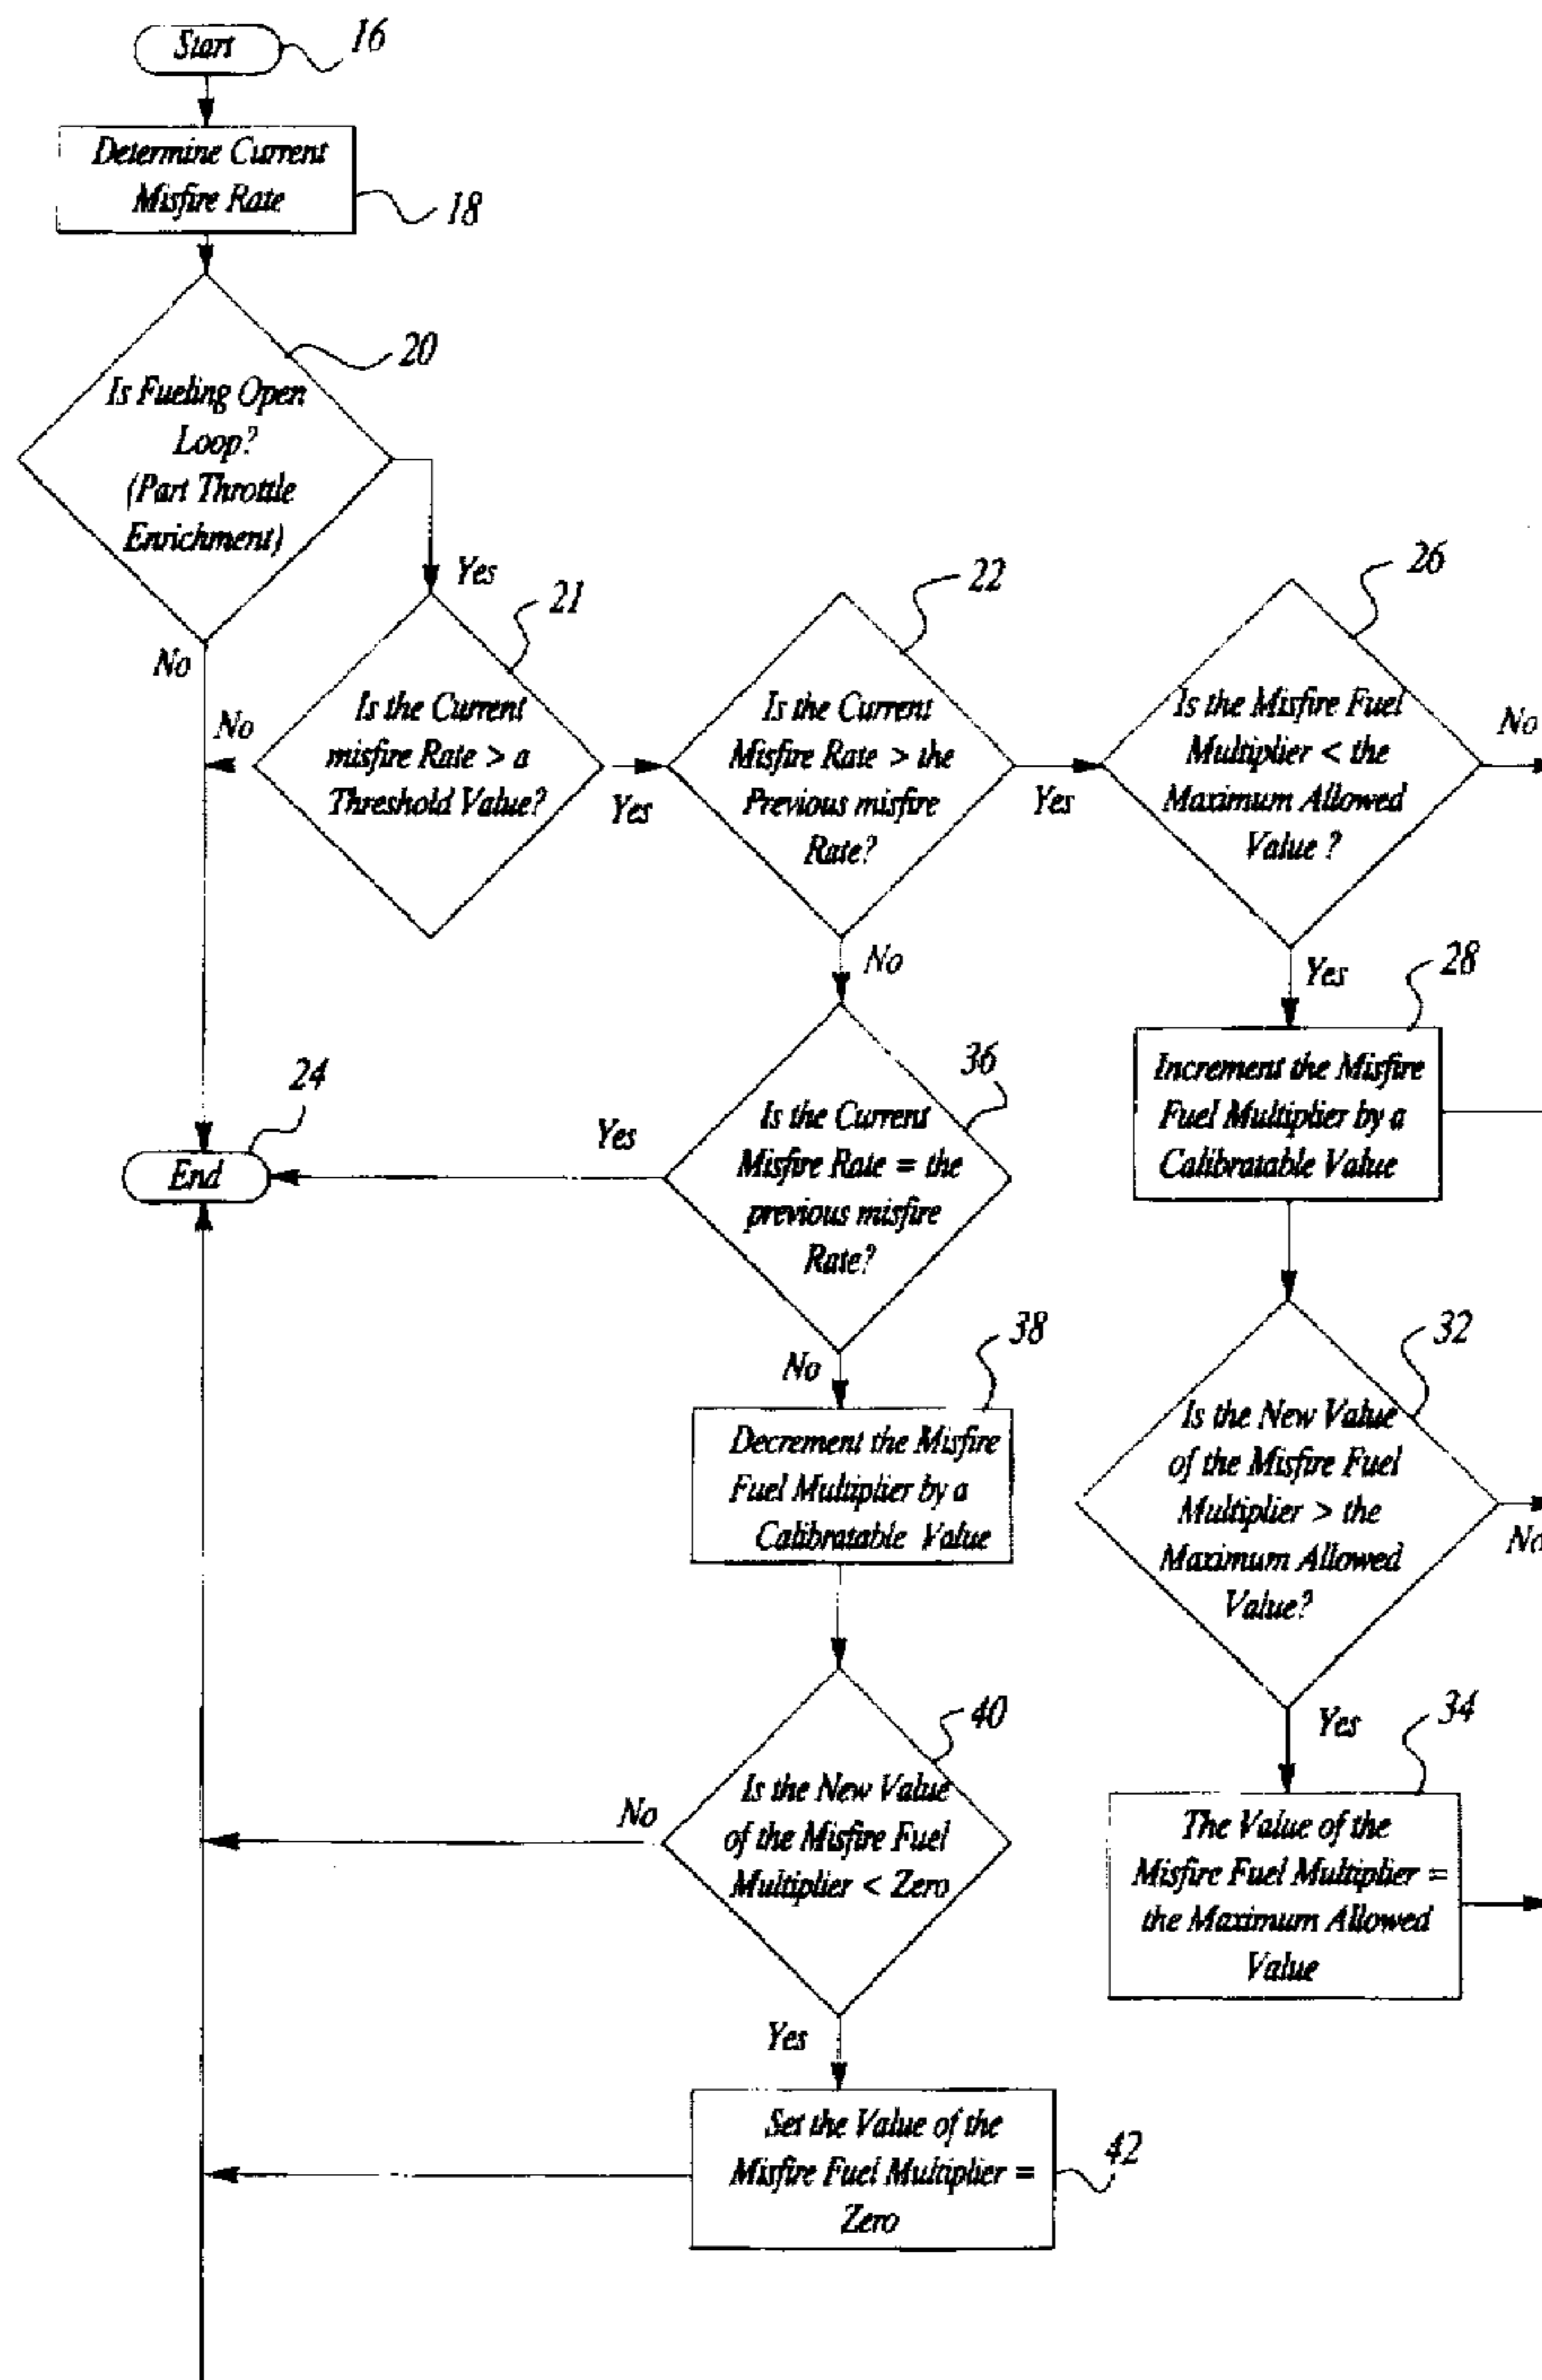 Start
16
Determine Current
Misfire Rate
18
20
Is Fueling Open
Loop?
(Part Throttle
Enrichment)
Yes
No
21
Is the Current
misfire Rate > a
Threshold Value?
No
Yes
22
Is the Current
Misfire Rate > the
Previous misfire
Rate?
Yes
No
26
Is the Misfire Fuel
Multiplier < the
Maximum Allowed
Value ?
No
Yes
28
Increment the Misfire
Fuel Multiplier by a
Calibratable Value
24
End
36
Is the Current
Misfire Rate = the
previous misfire
Rate?
Yes
No
32
Is the New Value
of the Misfire Fuel
Multiplier > the
Maximum Allowed
Value?
No
Yes
38
Decrement the Misfire
Fuel Multiplier by a
Calibratable Value
34
The Value of the
Misfire Fuel Multiplier =
the Maximum Allowed
Value
40
Is the New Value
of the Misfire Fuel
Multiplier < Zero
No
Yes
Set the Value of the
Misfire Fuel Multiplier =
Zero
42